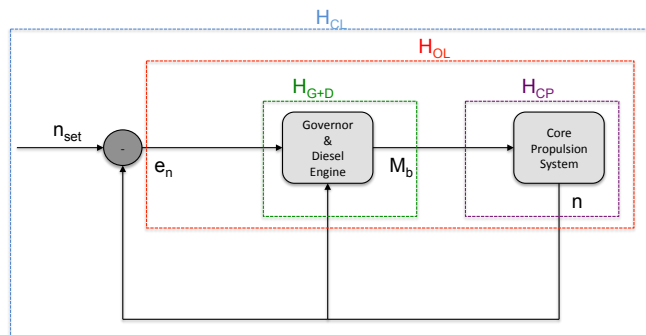 H_CL
H_OL
H_G+D
H_CP
n_set
-
Governor
&
Diesel
Engine
Core
Propulsion
System
e_n
M_b
n